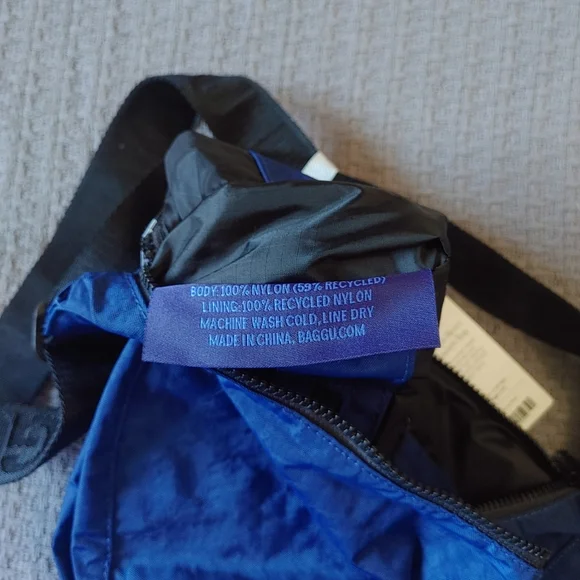 BODY:100% NYLON (59% RECYCLED)
LINING:100% RECYCLED NYLON
MACHINE WASH COLD, LINE DRY
MADE IN CHINA, BAGGU.COM